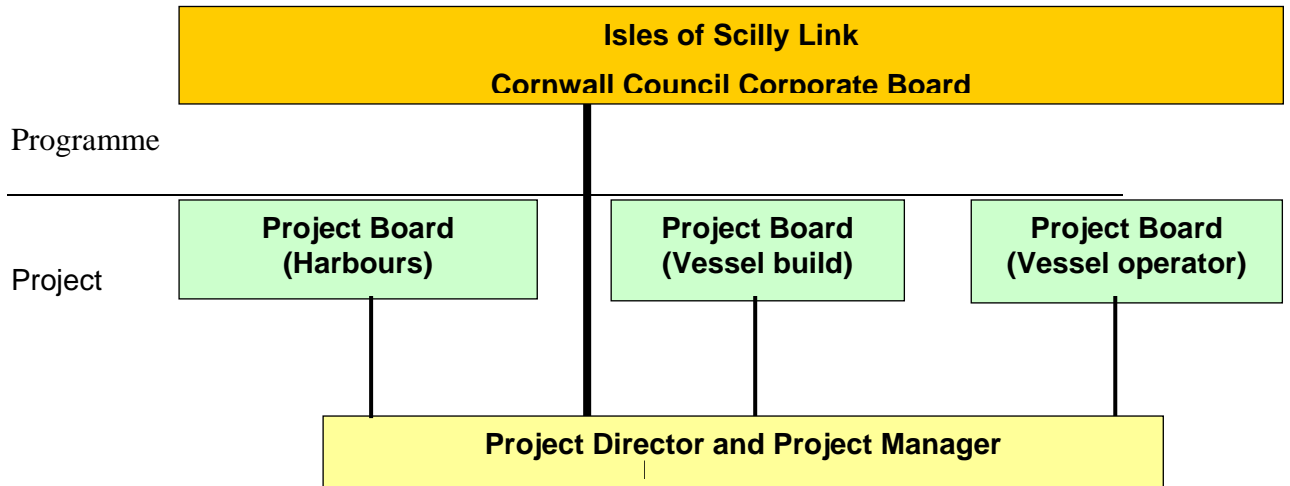 Isles of Scilly Link
Cornwall Council Corporate Board
Programme
Project Board
(Harbours)
Project Board
(Vessel build)
Project Board
(Vessel operator)
Project
Project Director and Project Manager